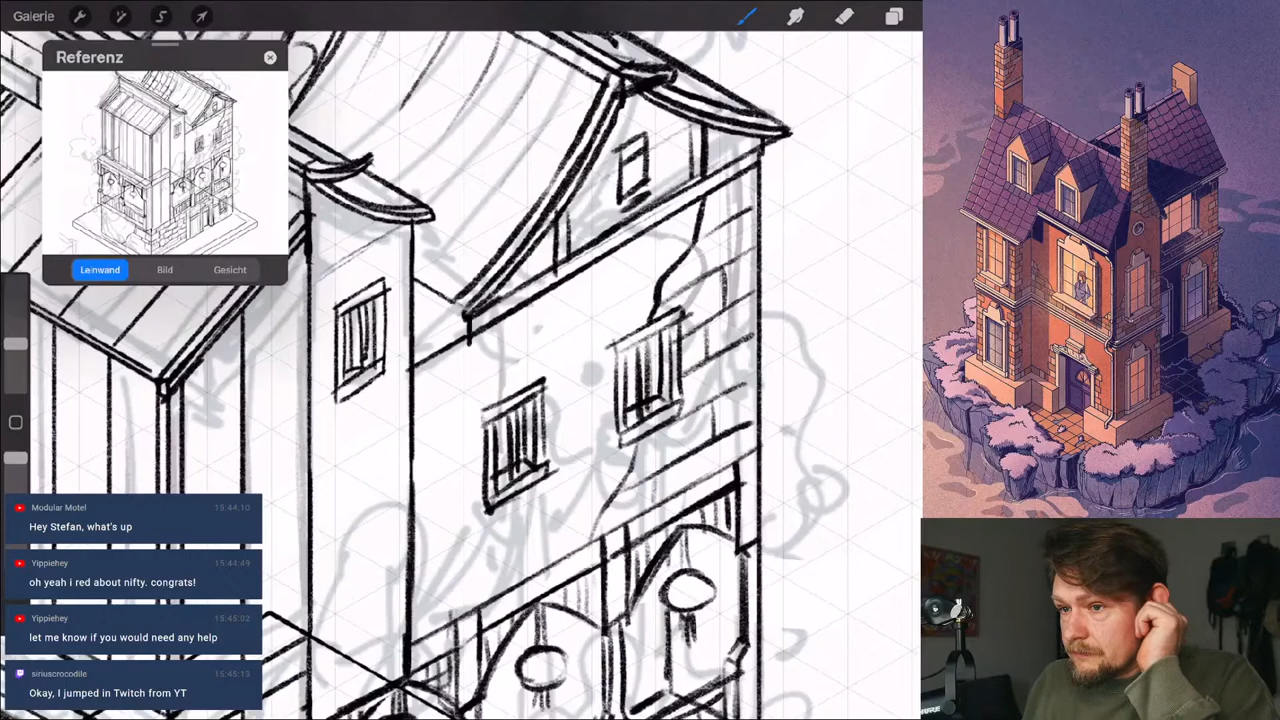 Galerie
Referenz
Leinwand
Bild
Gesicht
Modular Motel 15:44:10
Hey Stefan, what's up
Yippiehey 15:44:49
oh yeah i red about nifty. congrats!
Yippiehey 15:45:02
let me know if you would need any help
siriuscrocodile 15:45:13
Okay, I jumped in Twitch from YT